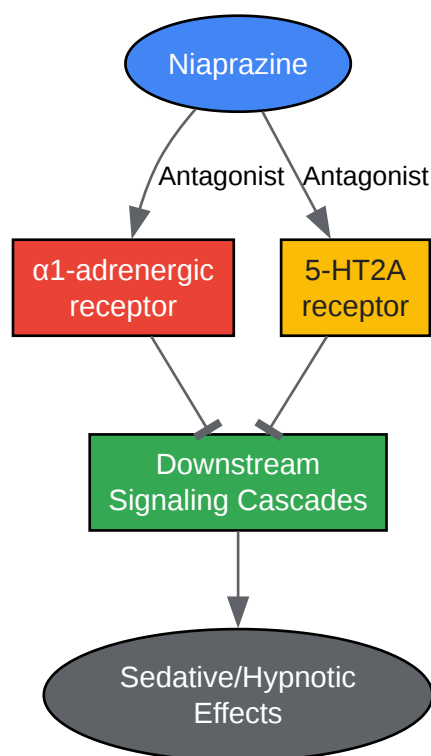 Niaprazine
Antagonist Antagonist
α1-adrenergic
receptor
5-HT2A
receptor
Downstream
Signaling Cascades
Sedative/Hypnotic
Effects